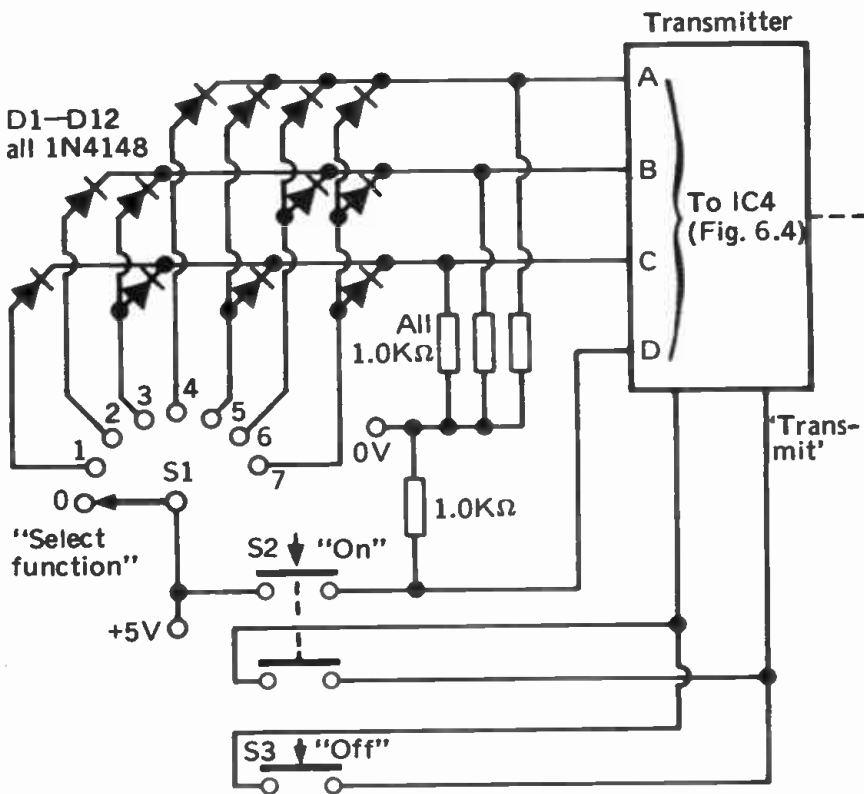 Transmitter
D1—D12
all 1N4148
A
B
C
D
To IC4
(Fig. 6.4)
All
1.0KΩ
0
1
2
3
4
5
6
7
S1
0V
1.0KΩ
'Trans-
mit'
"Select
function"
S2
"On"
+5V
S3
"Off"